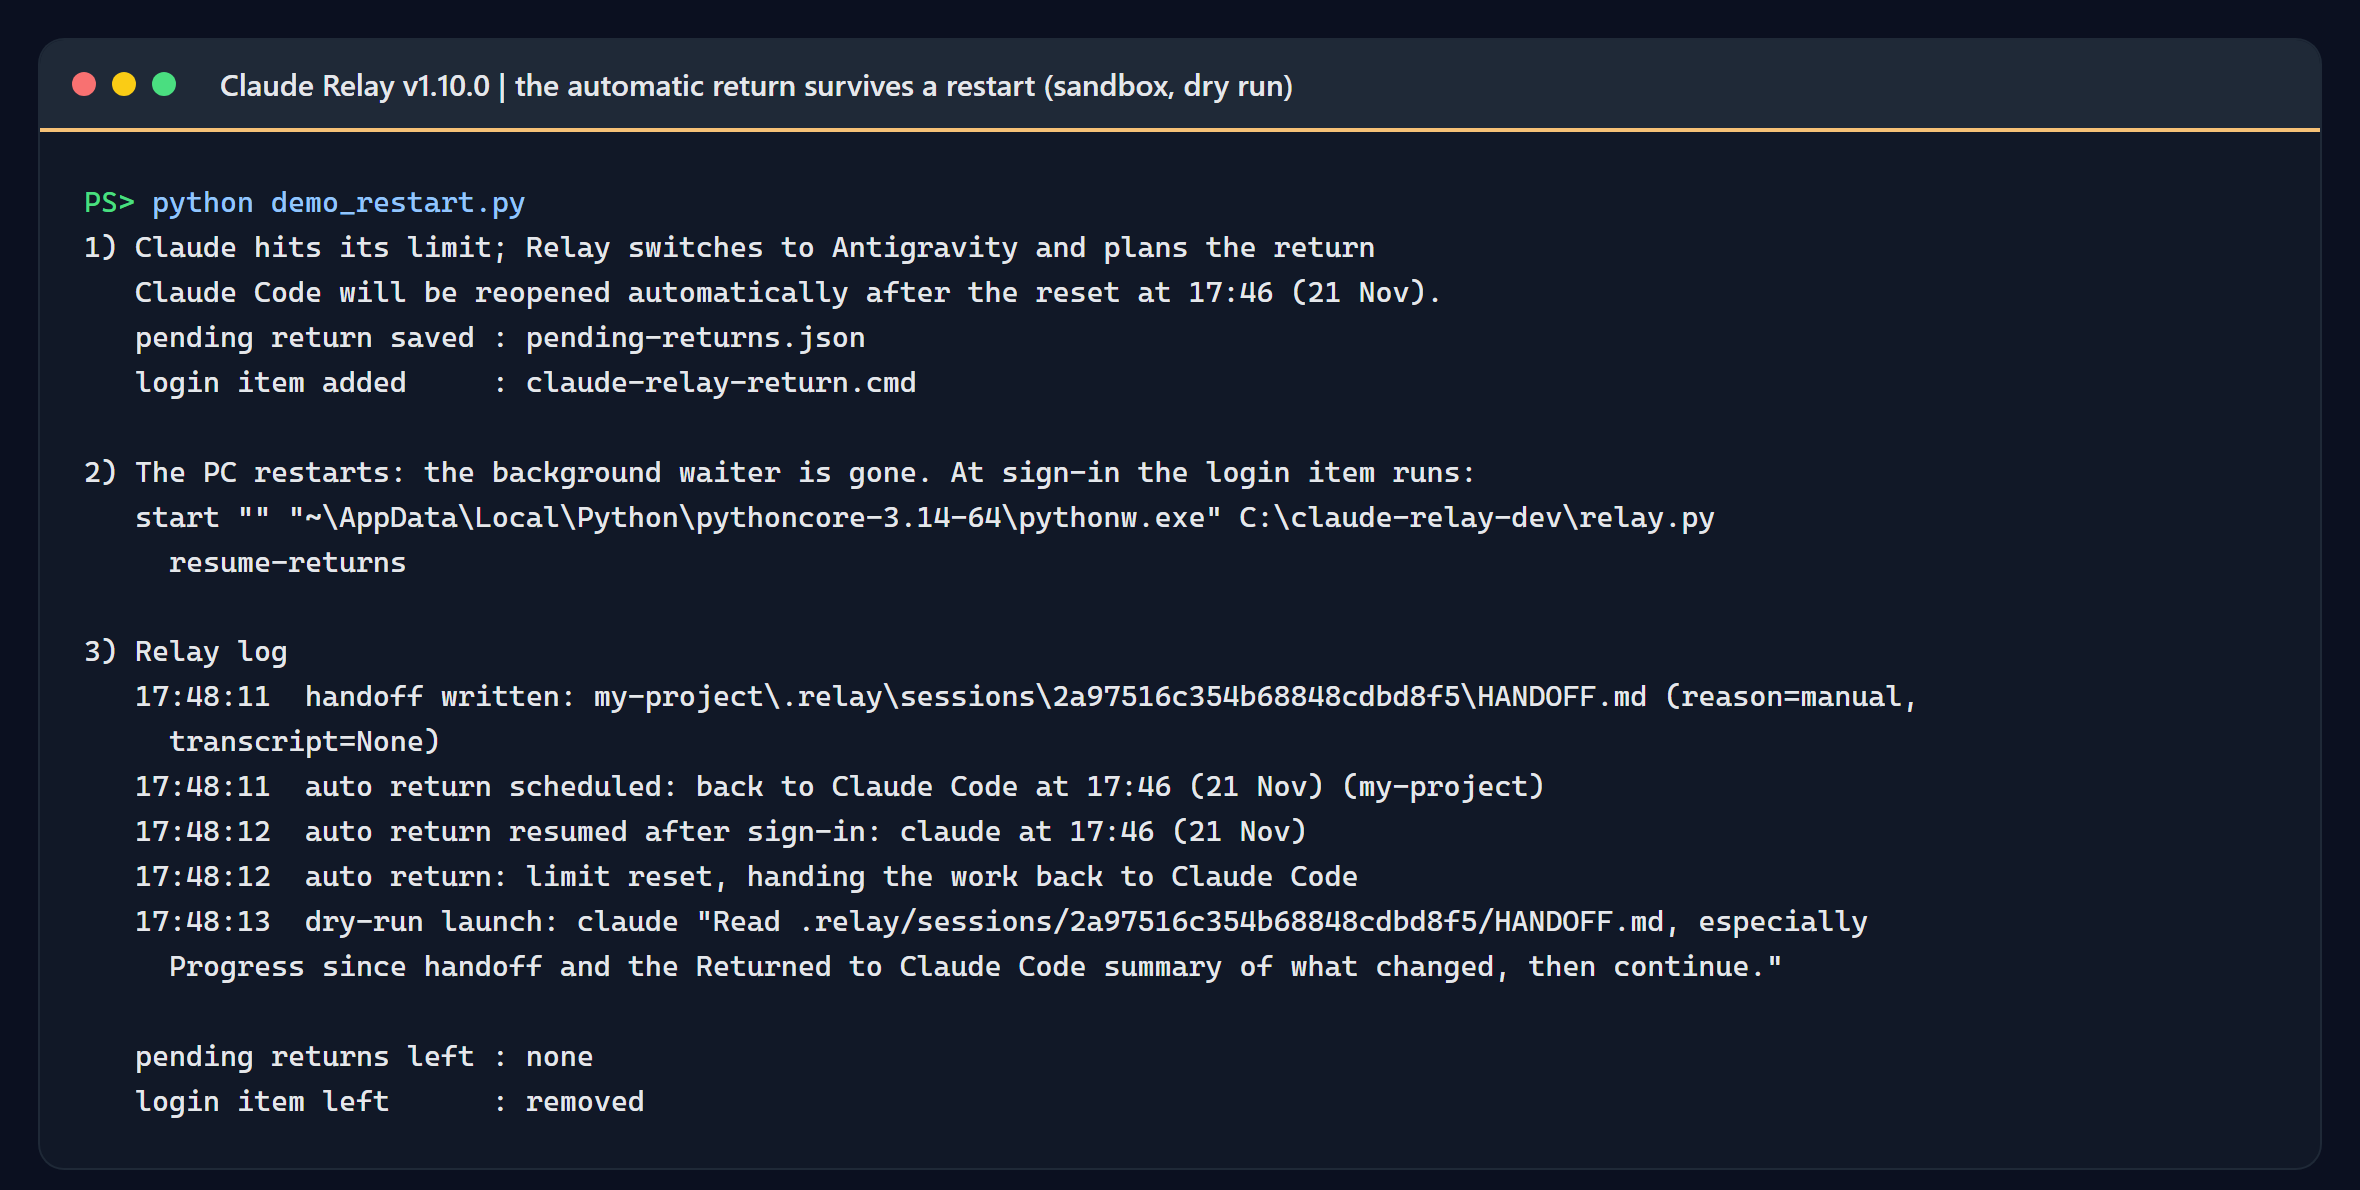 Claude Relay v1.10.0 | the automatic return survives a restart (sandbox, dry run)
PS> python demo_restart.py
1) Claude hits its limit; Relay switches to Antigravity and plans the return
Claude Code will be reopened automatically after the reset at 17:46 (21 Nov).
pending return saved : pending-returns.json
login item added     : claude-relay-return.cmd
2) The PC restarts: the background waiter is gone. At sign-in the login item runs:
start "" "~\AppData\Local\Python\pythoncore-3.14-64\pythonw.exe" C:\claude-relay-dev\relay.py
resume-returns
3) Relay log
17:48:11  handoff written: my-project\.relay\sessions\2a97516c354b68848cdbd8f5\HANDOFF.md (reason=manual,
transcript=None)
17:48:11  auto return scheduled: back to Claude Code at 17:46 (21 Nov) (my-project)
17:48:12  auto return resumed after sign-in: claude at 17:46 (21 Nov)
17:48:12  auto return: limit reset, handing the work back to Claude Code
17:48:13  dry-run launch: claude "Read .relay/sessions/2a97516c354b68848cdbd8f5/HANDOFF.md, especially
Progress since handoff and the Returned to Claude Code summary of what changed, then continue."
pending returns left : none
login item left      : removed